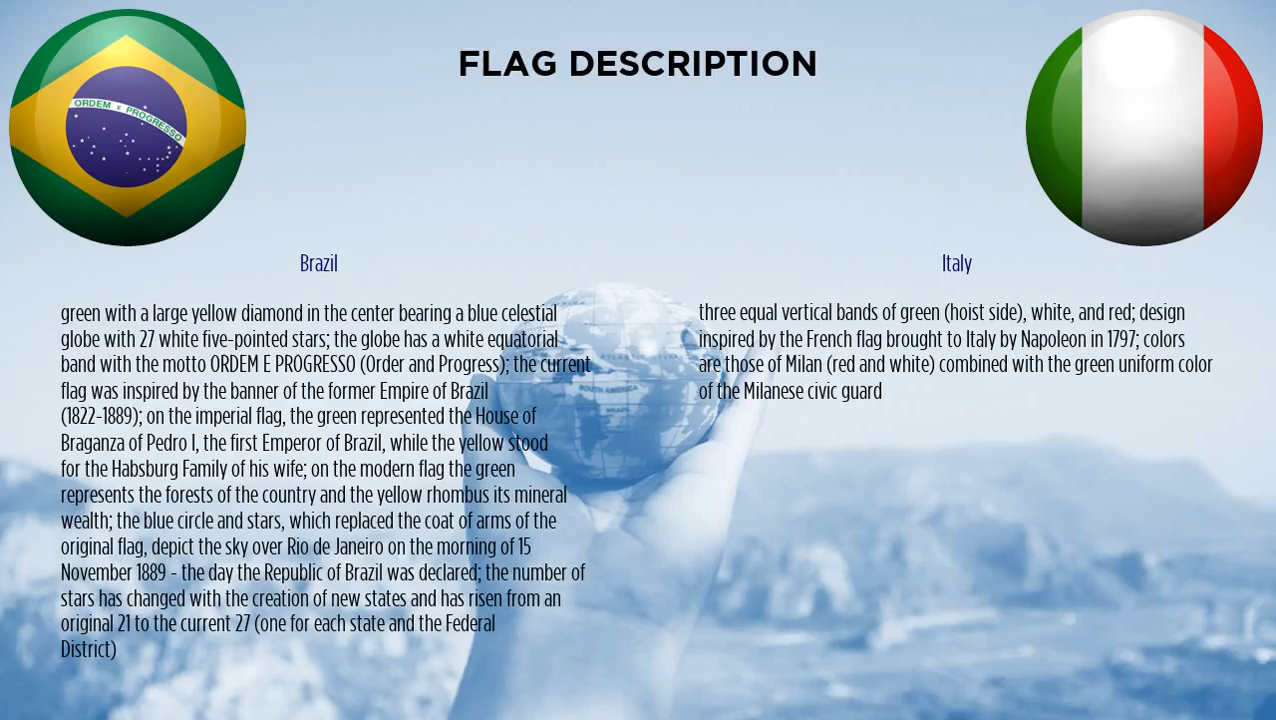 FLAG DESCRIPTION
ORDEM E PROGRESSO
Brazil
green with a large yellow diamond in the center bearing a blue celestial
globe with 27 white five-pointed stars; the globe has a white equatorial
band with the motto ORDEM E PROGRESSO (Order and Progress); the current
flag was inspired by the banner of the former Empire of Brazil
(1822-1889); on the imperial flag, the green represented the House of
Braganza of Pedro I, the first Emperor of Brazil, while the yellow stood
for the Habsburg Family of his wife; on the modern flag the green
represents the forests of the country and the yellow rhombus its mineral
wealth; the blue circle and stars, which replaced the coat of arms of the
original flag, depict the sky over Rio de Janeiro on the morning of 15
November 1889 - the day the Republic of Brazil was declared; the number of
stars has changed with the creation of new states and has risen from an
original 21 to the current 27 (one for each state and the Federal
District)
Italy
three equal vertical bands of green (hoist side), white, and red; design
inspired by the French flag brought to Italy by Napoleon in 1797; colors
are those of Milan (red and white) combined with the green uniform color
of the Milanese civic guard
SOUTH AMERICA
BRAZIL